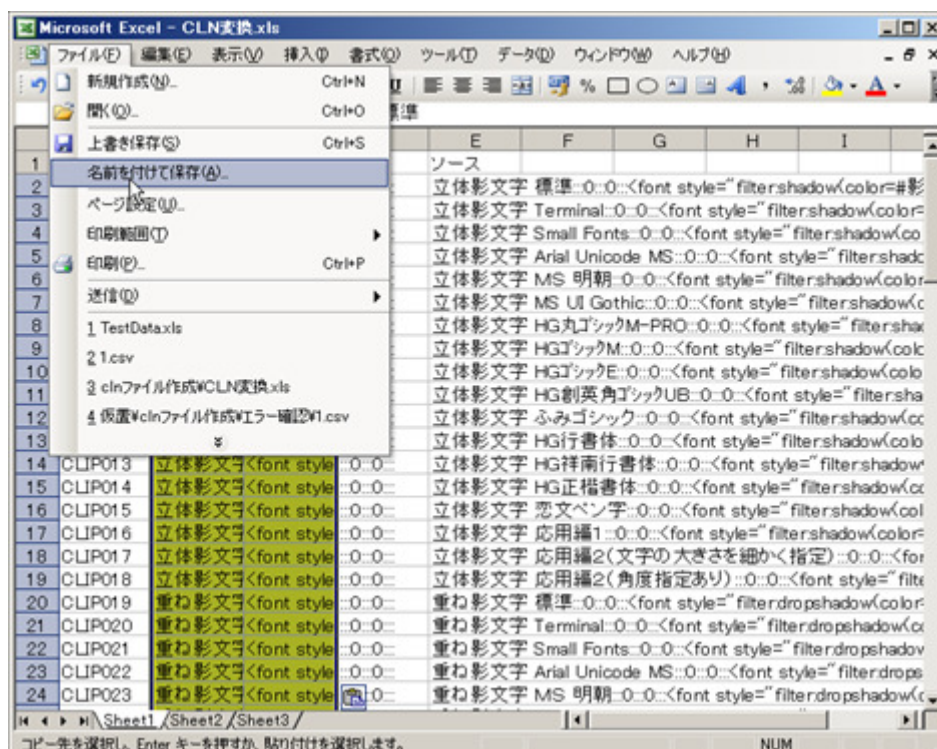 Microsoft Excel - CLN変換.xls
ファイル(F) 編集(E) 表示(V) 挿入(I) 書式(O) ツール(T) データ(D) ウィンドウ(W) ヘルプ(H)
新規作成(N)... Ctrl+N
開く(O)... Ctrl+O
準
上書き保存(S) Ctrl+S
名前を付けて保存(A)...
ページ設定(U)...
印刷範囲(T)
印刷(P)... Ctrl+P
送信(D)
1 TestData.xls
2 1.csv
3 clnファイル作成¥CLN変換.xls
4 仮置¥clnファイル作成¥エラー確認¥1.csv
E F G H I
1 ソース
2 立体影文字 標準::0::0::<font style="filter:shadow(color=#影
3 立体影文字 Terminal::0::0::<font style="filter:shadow(color=
4 立体影文字 Small Fonts::0::0::<font style="filter:shadow(co
5 立体影文字 Arial Unicode MS::0::0::<font style="filter:shadc
6 立体影文字 MS 明朝::0::0::<font style="filter:shadow(color=
7 立体影文字 MS UI Gothic::0::0::<font style="filter:shadow(c
8 立体影文字 HG丸ゴシックM-PRO::0::0::<font style="filter:shac
9 立体影文字 HGゴシックM::0::0::<font style="filter:shadow(colc
10 立体影文字 HGゴシックE::0::0::<font style="filter:shadow(colo
11 立体影文字 HG創英角ゴシックUB::0::0::<font style="filter:sha
12 立体影文字 ふみゴシック::0::0::<font style="filter:shadow(co
13 立体影文字 HG行書体::0::0::<font style="filter:shadow(colo
14 CLIP013 立体影文字 <font style ::0::0:: 立体影文字 HG祥南行書体::0::0::<font style="filter:shadow
15 CLIP014 立体影文字 <font style ::0::0:: 立体影文字 HG正楷書体::0::0::<font style="filter:shadow(cc
16 CLIP015 立体影文字 <font style ::0::0:: 立体影文字 恋文ペン字::0::0::<font style="filter:shadow(col
17 CLIP016 立体影文字 <font style ::0::0:: 立体影文字 応用編1::0::0::<font style="filter:shadow(color=
18 CLIP017 立体影文字 <font style ::0::0:: 立体影文字 応用編2(文字の大きさを細かく指定)::0::0::<for
19 CLIP018 立体影文字 <font style ::0::0:: 立体影文字 応用編2(角度指定あり)::0::0::<font style="filte
20 CLIP019 重ね影文字 <font style ::0::0:: 重ね影文字 標準::0::0::<font style="filter:dropshadow(color=
21 CLIP020 重ね影文字 <font style ::0::0:: 重ね影文字 Terminal::0::0::<font style="filter:dropshadow(cc
22 CLIP021 重ね影文字 <font style ::0::0:: 重ね影文字 Small Fonts::0::0::<font style="filter:dropshadow
23 CLIP022 重ね影文字 <font style ::0::0:: 重ね影文字 Arial Unicode MS::0::0::<font style="filter:drops
24 CLIP023 重ね影文字 <font style 0:: 重ね影文字 MS 明朝::0::0::<font style="filter:dropshadow(c
Sheet1 Sheet2 Sheet3
コピー先を選択し、Enter キーを押すか、貼り付けを選択します。 NUM